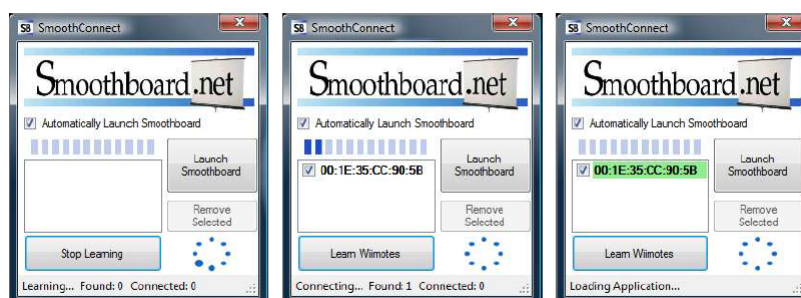 SB SmoothConnect
Smoothboard.net
Automatically Launch Smoothboard
Launch
Smoothboard
Remove
Selected
Stop Learning
Learning... Found: 0 Connected: 0
SB SmoothConnect
Smoothboard.net
Automatically Launch Smoothboard
00:1E:35:CC:90:5B
Launch
Smoothboard
Remove
Selected
Learn Wiimotes
Connecting... Found: 1 Connected: 0
SB SmoothConnect
Smoothboard.net
Automatically Launch Smoothboard
00:1E:35:CC:90:5B
Launch
Smoothboard
Remove
Selected
Learn Wiimotes
Loading Application...